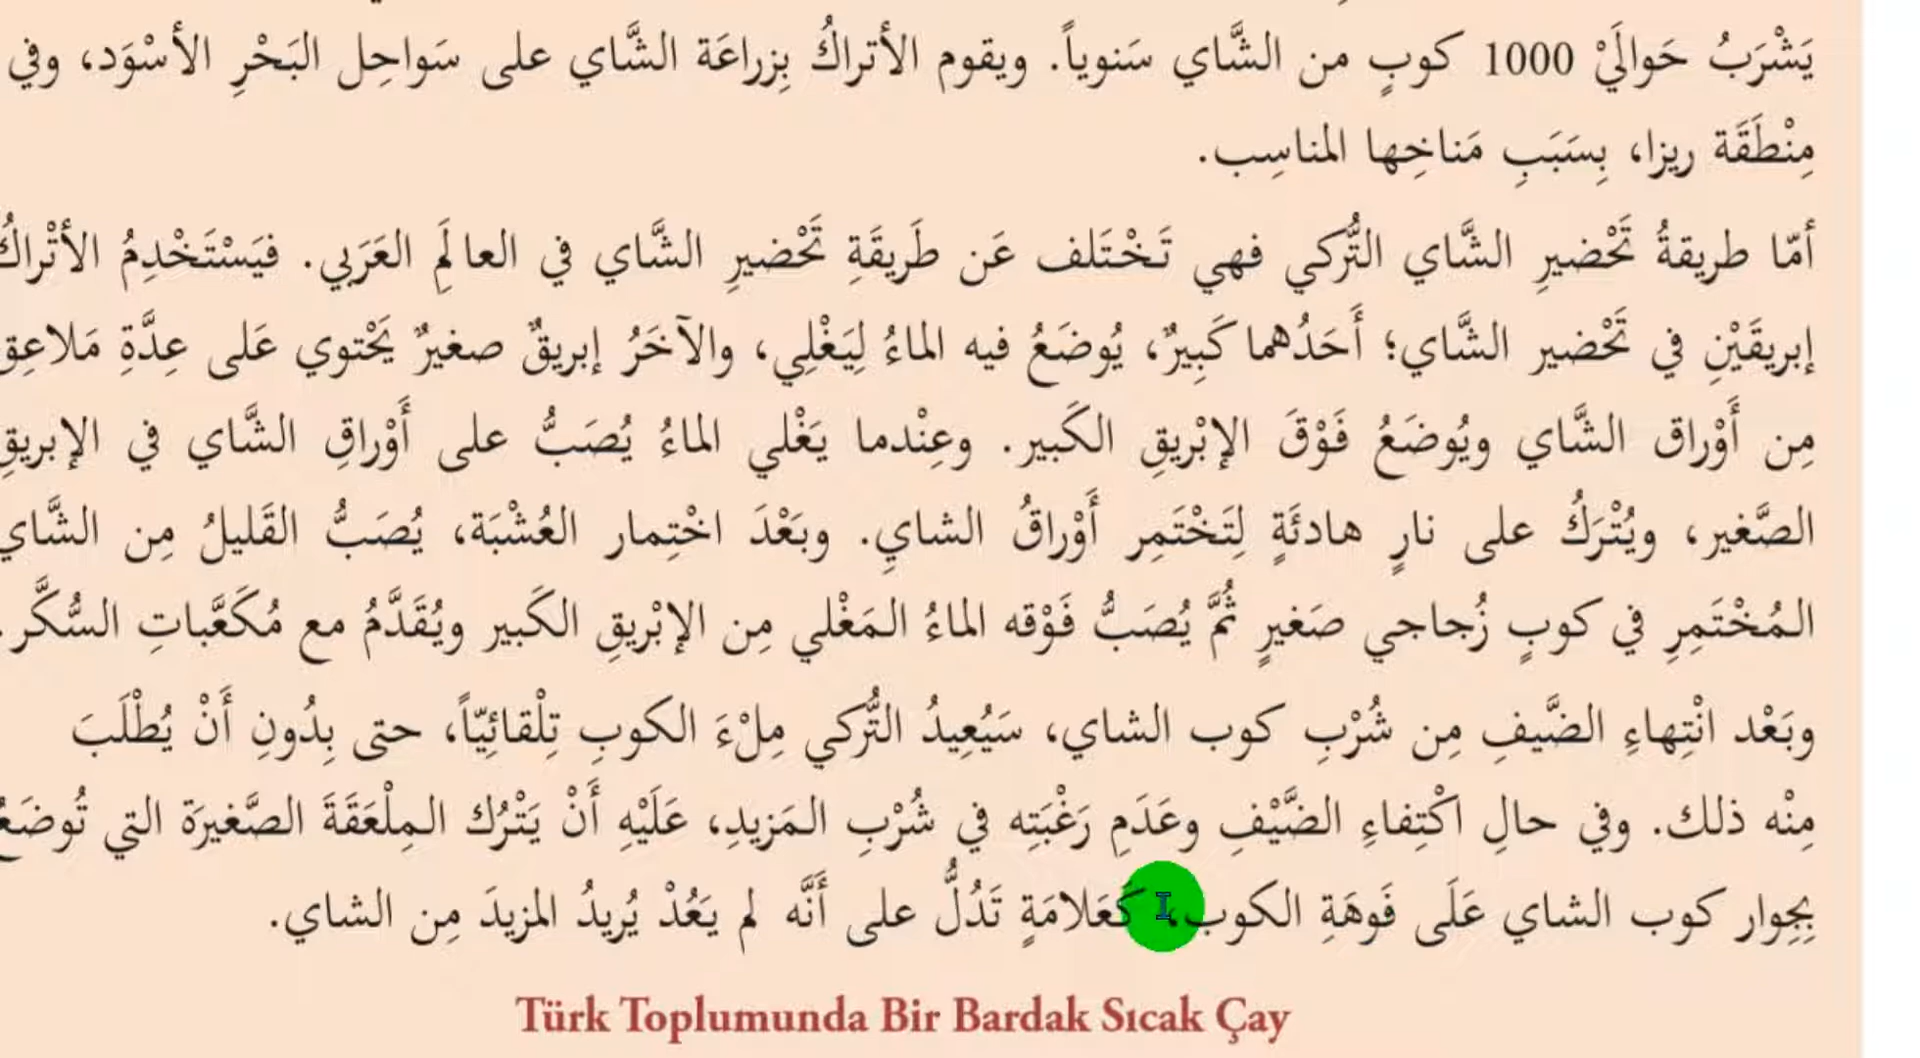 يَشْرَبُ حَوالَيْ 1000 كوبٍ من الشَّاي سَنوياً. ويقوم الأتراكُ بِزراعَة الشَّاي على سَواحِل البَحْرِ الأسْوَد، وفي
مِنْطَقَة ريزا، بِسَبَبِ مَناخِها المناسِب.
أمّا طريقةُ تَحْضيرِ الشَّاي التُّركي فهي تَخْتَلف عَن طَريقَةِ تَحْضيرِ الشَّاي في العالَمِ العَرَبي. فيَسْتَخْدِمُ الأتْراكُ
إبريقَيْنِ في تَحْضير الشَّاي؛ أَحَدُهما كَبِيرٌ، يُوضَعُ فيه الماءُ لِيَغْلِي، والآخَرُ إبريقٌ صغيرٌ يَحْتوي عَلى عِدَّةِ مَلاعِق
مِن أَوْراق الشَّاي ويُوضَعُ فَوْقَ الإبْريقِ الكَبير. وعِنْدما يَغْلي الماءُ يُصَبُّ على أَوْراقِ الشَّاي في الإبريقِ
الصَّغير، ويُتْرَكُ على نارٍ هادئَةٍ لِتَخْتَمِر أَوْراقُ الشايِ. وبَعْدَ اخْتِمار العُشْبَة، يُصَبُّ القَليلُ مِن الشَّاي
المُخْتَمِرِ في كوبٍ زُجاجي صَغيرٍ ثُمَّ يُصَبُّ فَوْقه الماءُ المَغْلي مِن الإبْريقِ الكَبير ويُقَدَّمُ مع مُكَعَّباتِ السُّكَّر.
وبَعْد انْتِهاءِ الضَّيفِ مِن شُرْبِ كوب الشاي، سَيُعِيدُ التُّركي مِلْءَ الكوبِ تِلْقائِيّاً، حتى بِدُونِ أَنْ يُطْلَبَ
مِنْه ذلك. وفي حالِ اكْتِفاءِ الضَّيْفِ وعَدَمِ رَغْبَتِه في شُرْبِ المَزيدِ، عَلَيْهِ أَنْ يَتْرُك المِلْعَقَةَ الصَّغيرَة التي تُوضَعُ
بِجِوار كوب الشاي عَلَى فَوهَةِ الكوب، كَعَلامَةٍ تَدُلُّ على أَنَّه لم يَعُدْ يُريدُ المزيدَ مِن الشاي.
Türk Toplumunda Bir Bardak Sıcak Çay